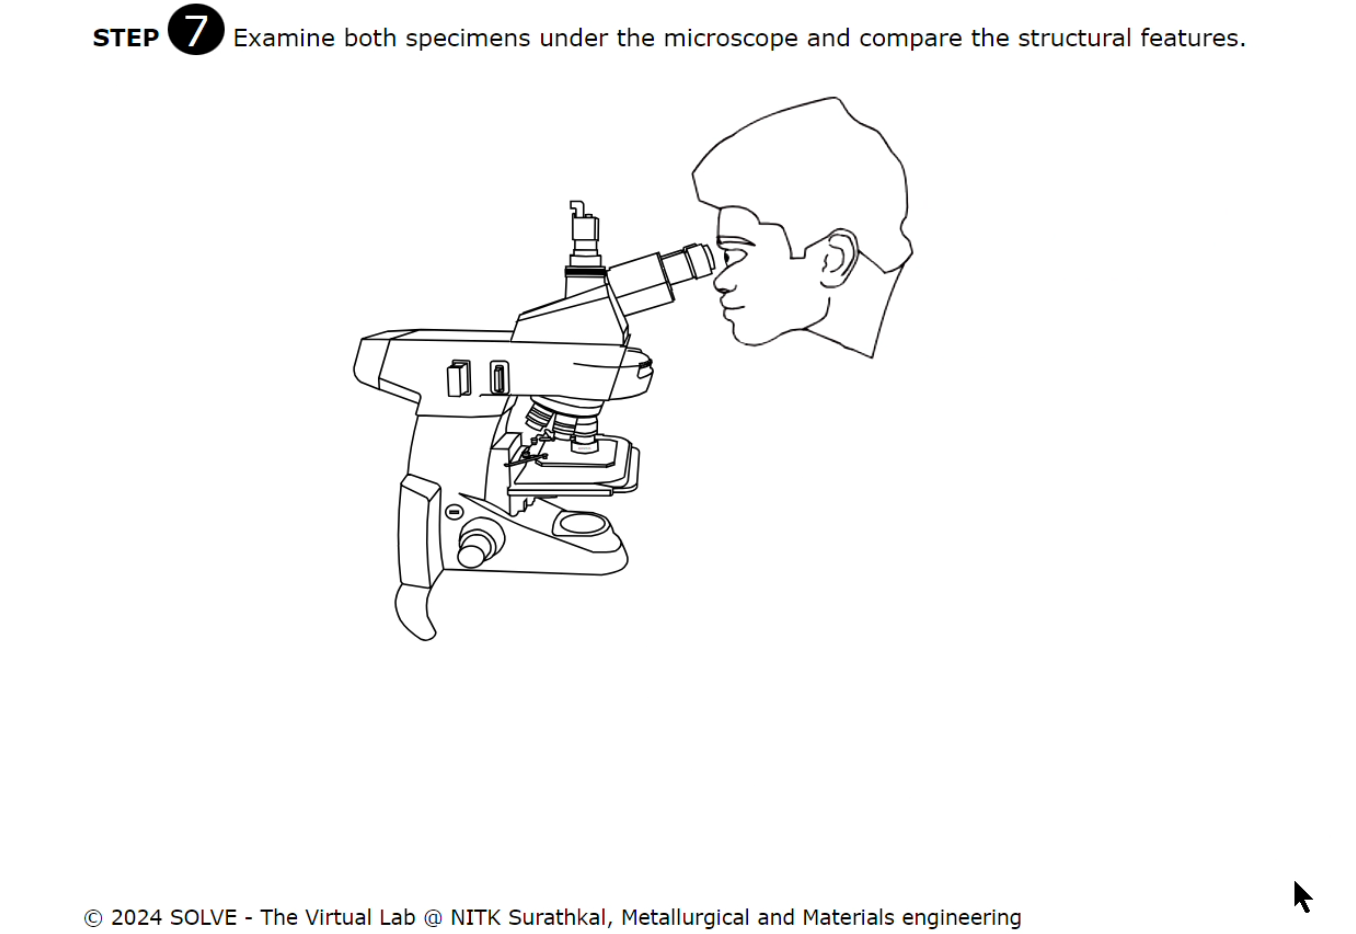 STEP 7 Examine both specimens under the microscope and compare the structural features.
© 2024 SOLVE - The Virtual Lab @ NITK Surathkal, Metallurgical and Materials engineering